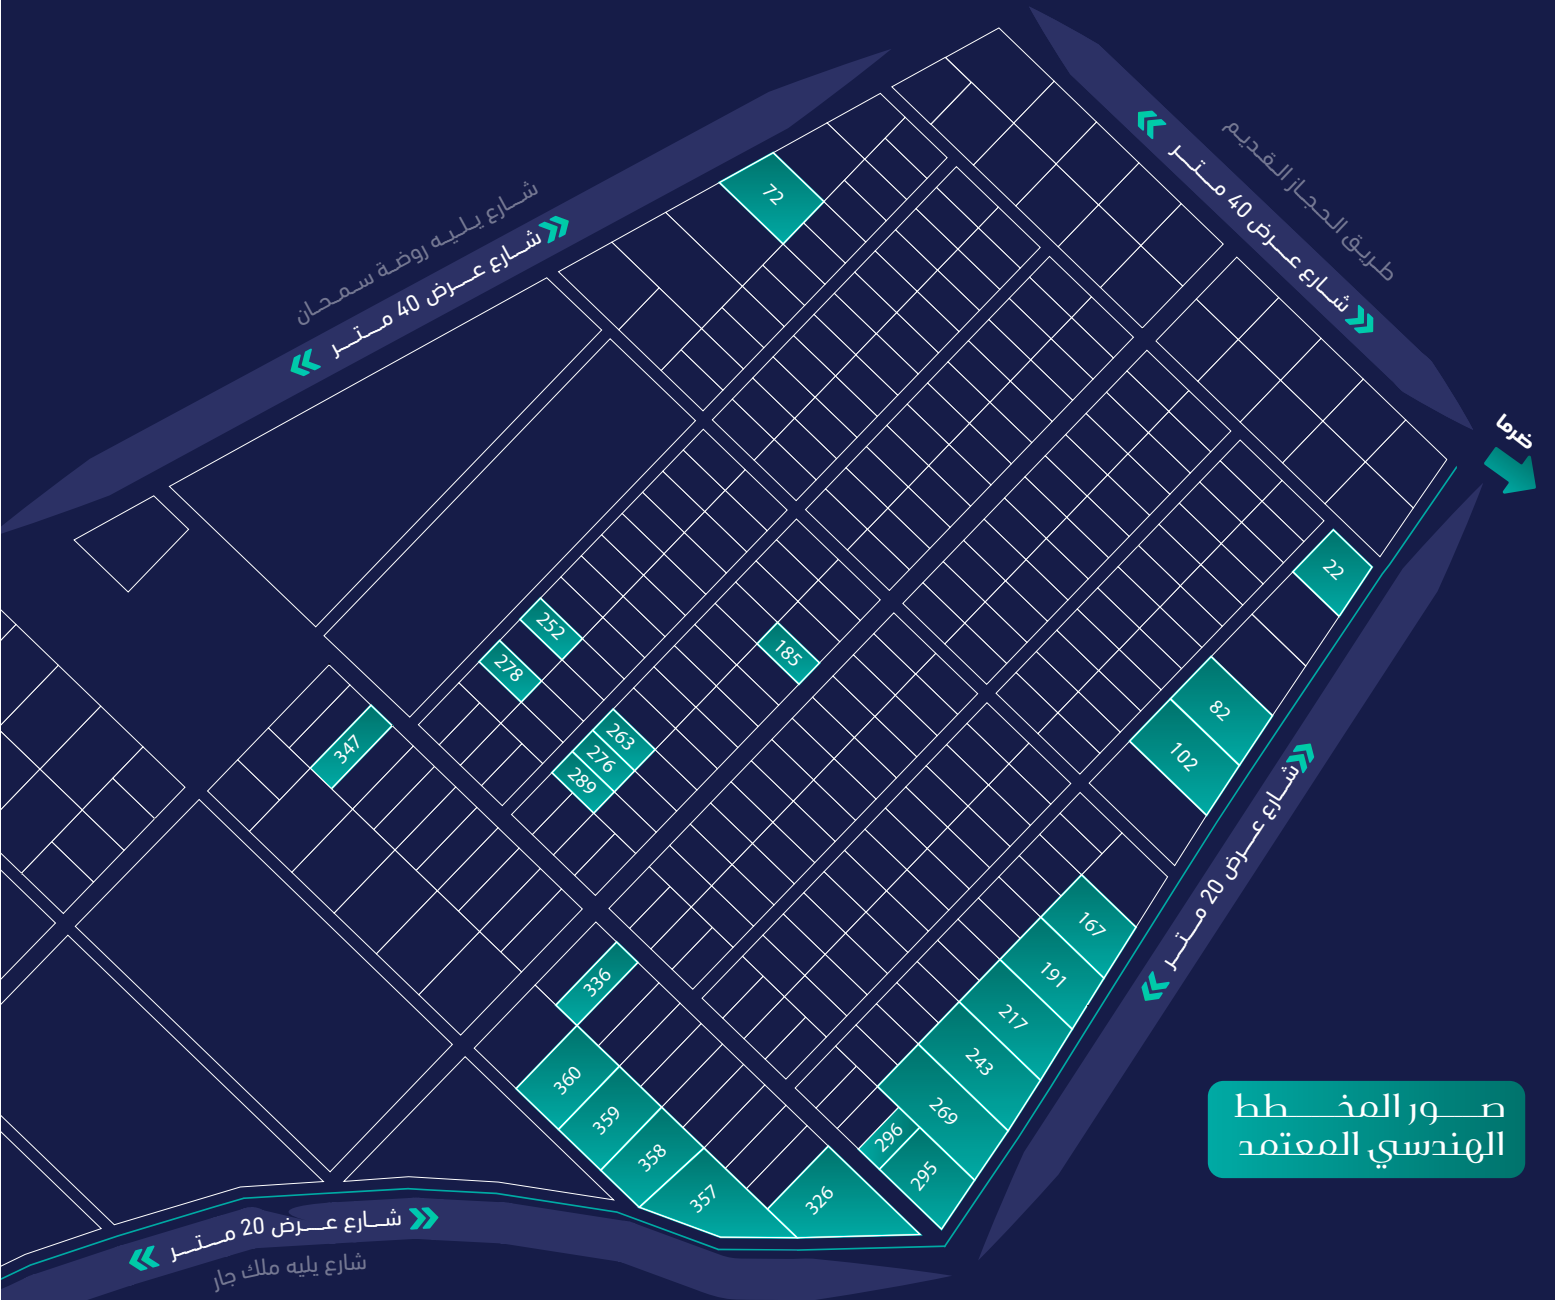 طريق الحجاز القديم
شارع عرض 40 متر
شارع يليه روضة سمحان
شارع عرض 40 متر
ضرما
72
22
252
278
185
82
102
263
276
289
347
167
191
217
243
269
296
295
336
360
359
358
357
326
شارع عرض 20 متر
صور المخطط
الهندسي المعتمد
شارع عرض 20 متر
شارع يليه ملك جار